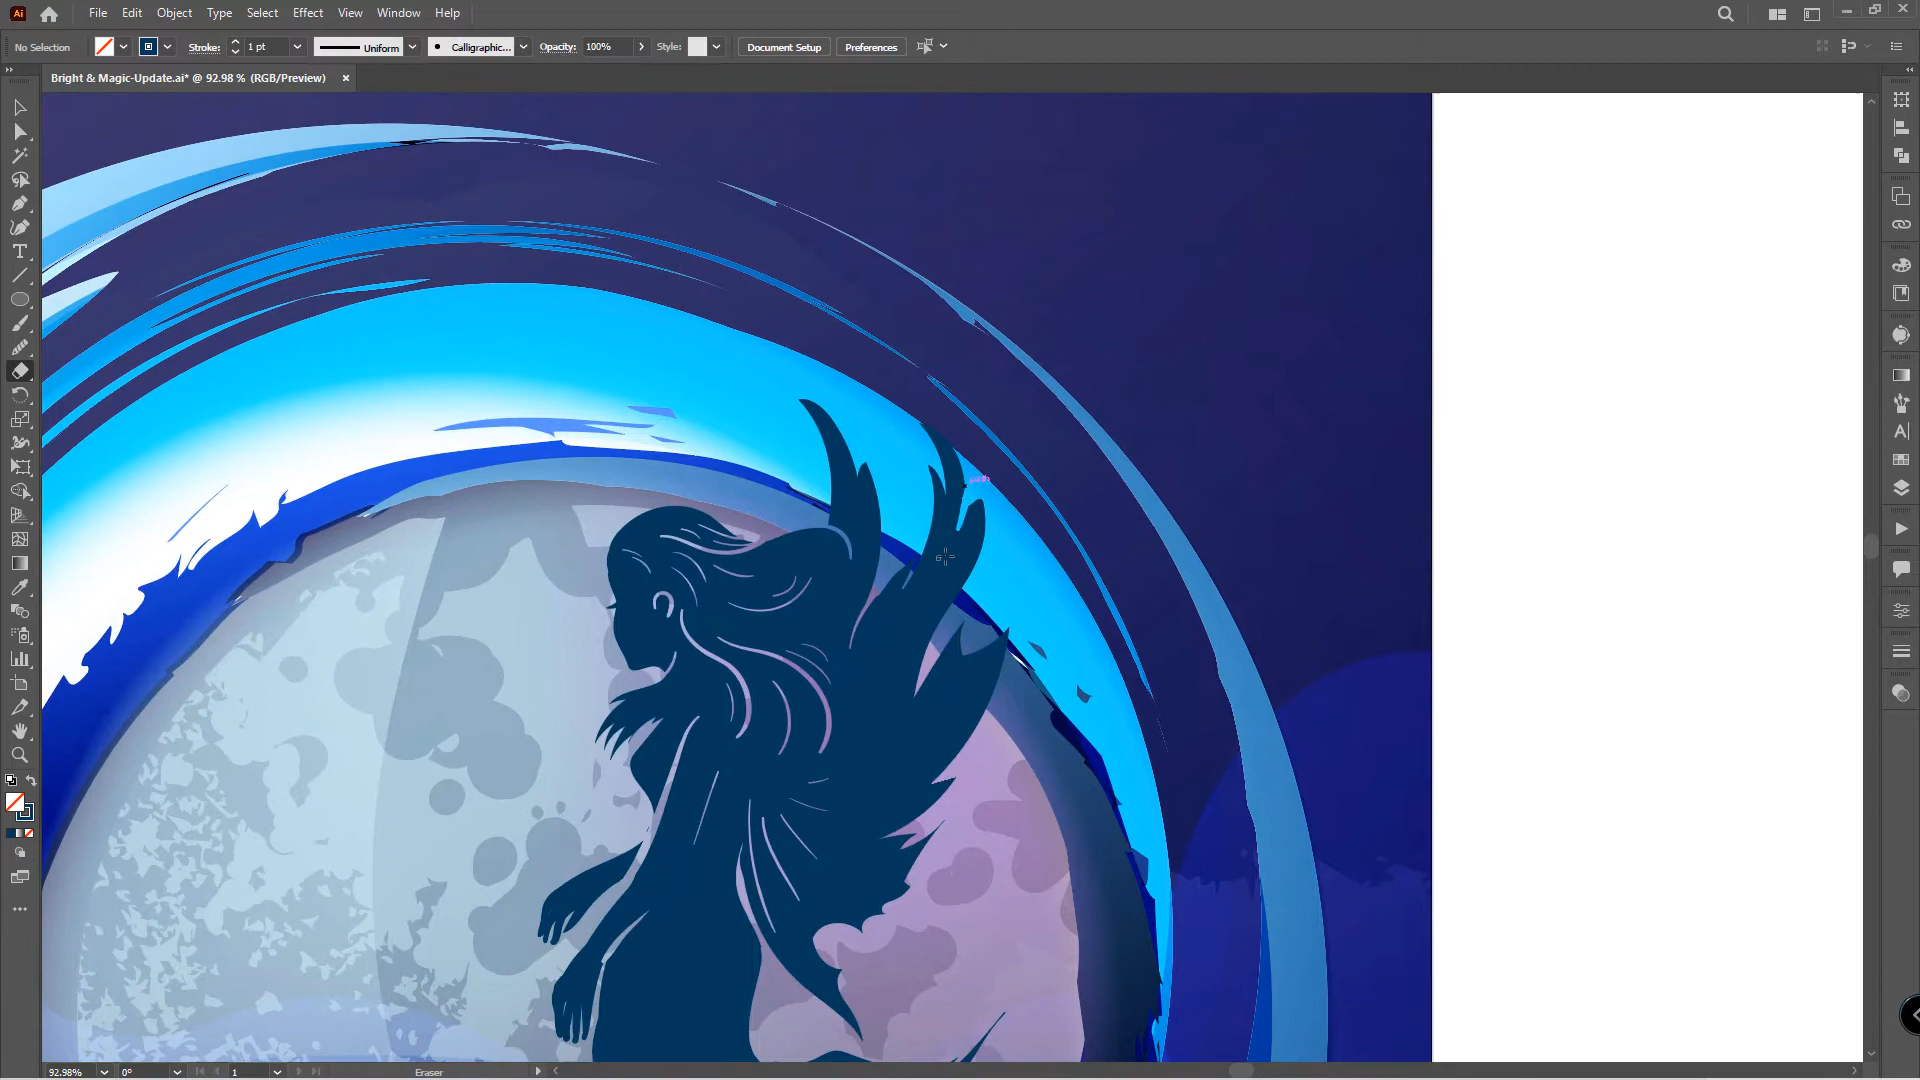 Ai File Edit Object Type Select Effect View Window Help
No Selection Stroke: 1 pt Uniform Calligraphic... Opacity: 100% Style: Document Setup Preferences
Bright & Magic-Update.ai* @ 92.98 % (RGB/Preview) ×
92.98% 0° 1 Eraser